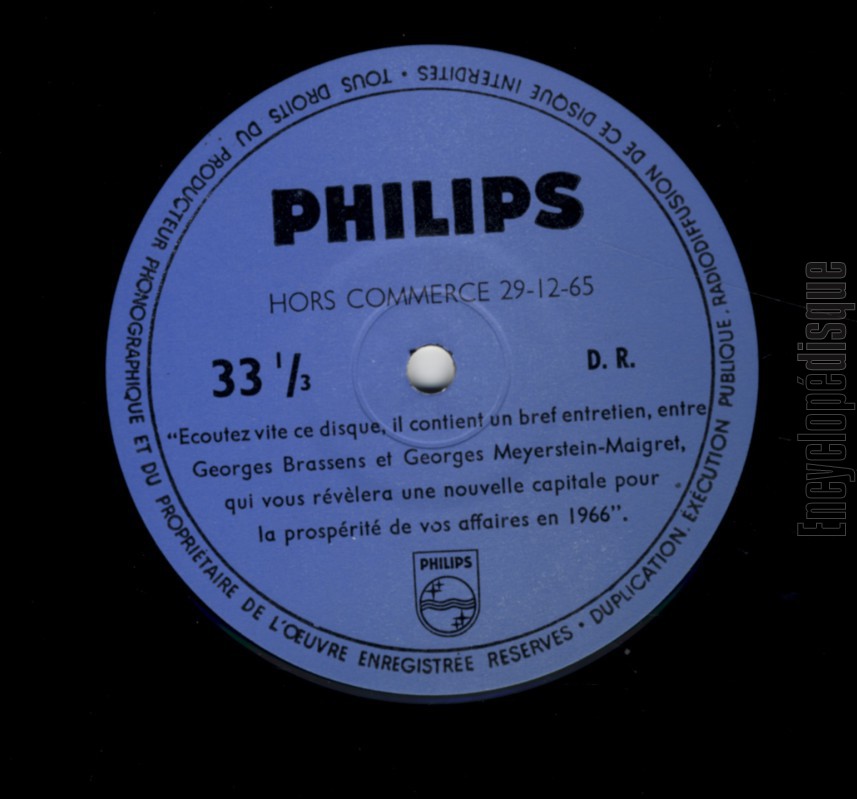 PHILIPS
HORS COMMERCE 29-12-65
33 1/3
D. R.
“Ecoutez vite ce disque, il contient un bref entretien, entre
Georges Brassens et Georges Meyerstein-Maigret,
qui vous révèlera une nouvelle capitale pour
la prospérité de vos affaires en 1966”.
PHILIPS
TOUS DROITS DU PRODUCTEUR PHONOGRAPHIQUE ET DU PROPRIÉTAIRE DE L'ŒUVRE ENREGISTRÉE RESERVES • DUPLICATION. EXÉCUTION PUBLIQUE. RADIODIFFUSION DE CE DISQUE INTERDITES •
Encyclopédisque